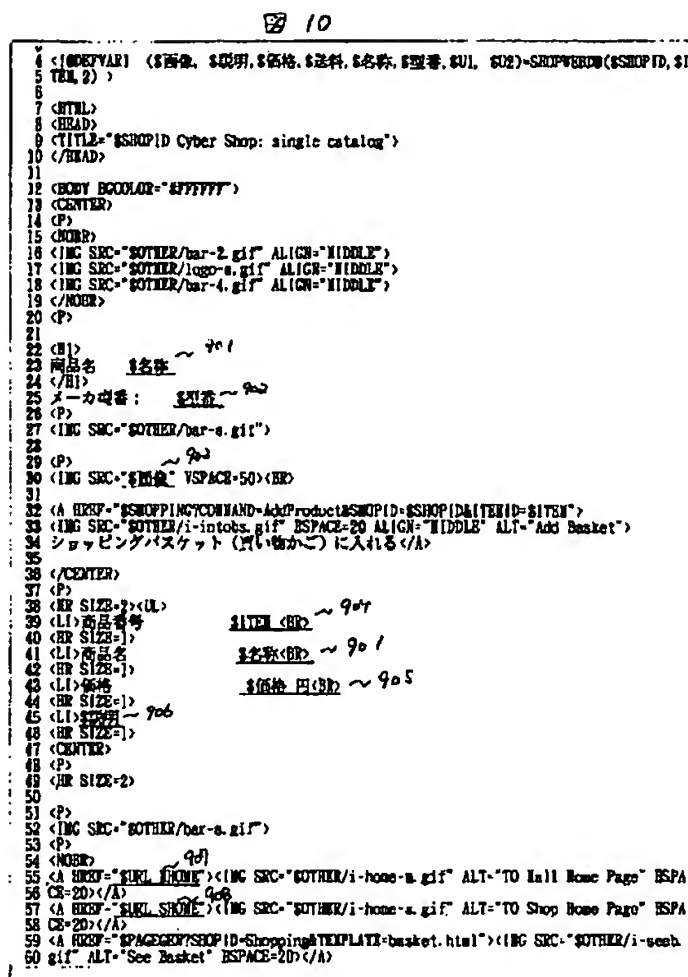 図 10
4 <!@DEFVAR] ($画像, $説明,$価格,$送料,$名称,$型番,$U1, $U2)=SHOPWEBDB($SHOPID,$I
5 TEM,2) >
6
7 <HTML>
8 <HEAD>
9 <TITLE="$SHOPID Cyber Shop: single catalog">
10 </HEAD>
11
12 <BODY BGCOLOR="#FFFFFF">
13 <CENTER>
14 <P>
15 <NOBR>
16 <IMG SRC="$OTHER/bar-2.gif" ALIGN="MIDDLE">
17 <IMG SRC="$OTHER/logo-s.gif" ALIGN="MIDDLE">
18 <IMG SRC="$OTHER/bar-4.gif" ALIGN="MIDDLE">
19 </NOBR>
20 <P>
21
22 <H1>
23 商品名 $名称 ~ 901
24 </H1>
25 メーカ型番: $型番 ~ 902
26 <P>
27 <IMG SRC="$OTHER/bar-s.gif">
28
29 <P>
30 <IMG SRC="$画像" VSPACE=50><BR> ~ 903
31
32 <A HREF="$SHOPPING?COMMAND=AddProduct&SHOPID=$SHOPID&ITEMID=$ITEM">
33 <IMG SRC="$OTHER/i-intobs.gif" HSPACE=20 ALIGN="MIDDLE" ALT="Add Basket">
34 ショッピングバスケット(買い物かご)に入れる</A>
35
36 </CENTER>
37 <P>
38 <HR SIZE=2><UL>
39 <LI>商品番号 $ITEM <BR> ~ 904
40 <HR SIZE=1>
41 <LI>商品名 $名称<BR> ~ 901
42 <HR SIZE=1>
43 <LI>価格 $価格 円<BR> ~ 905
44 <HR SIZE=1>
45 <LI>$説明 ~ 906
46 <HR SIZE=1>
47 <CENTER>
48 <P>
49 <HR SIZE=2>
50
51 <P>
52 <IMG SRC="$OTHER/bar-s.gif">
53 <P>
54 <NOBR> 907
55 <A HREF="$URL_MHOME"><IMG SRC="$OTHER/i-home-m.gif" ALT="TO Mall Home Page" HSPA
56 CE=20></A> 908
57 <A HREF="$URL_SHOME"><IMG SRC="$OTHER/i-home-s.gif" ALT="TO Shop Home Page" HSPA
58 CE=20></A>
59 <A HREF="$PAGEGEN?SHOPID=Shopping&TEMPLATE=basket.html"><IMG SRC="$OTHER/i-seeb.
60 gif" ALT="See Basket" HSPACE=20></A>